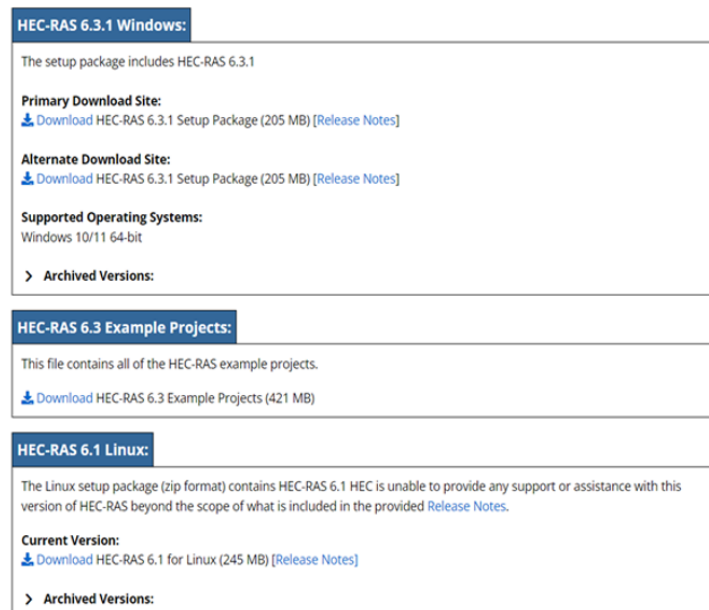 HEC-RAS 6.3.1 Windows:
The setup package includes HEC-RAS 6.3.1
Primary Download Site:
Download HEC-RAS 6.3.1 Setup Package (205 MB) [Release Notes]
Alternate Download Site:
Download HEC-RAS 6.3.1 Setup Package (205 MB) [Release Notes]
Supported Operating Systems:
Windows 10/11 64-bit
Archived Versions:
HEC-RAS 6.3 Example Projects:
This file contains all of the HEC-RAS example projects.
Download HEC-RAS 6.3 Example Projects (421 MB)
HEC-RAS 6.1 Linux:
The Linux setup package (zip format) contains HEC-RAS 6.1 HEC is unable to provide any support or assistance with this
version of HEC-RAS beyond the scope of what is included in the provided Release Notes.
Current Version:
Download HEC-RAS 6.1 for Linux (245 MB) [Release Notes]
Archived Versions: